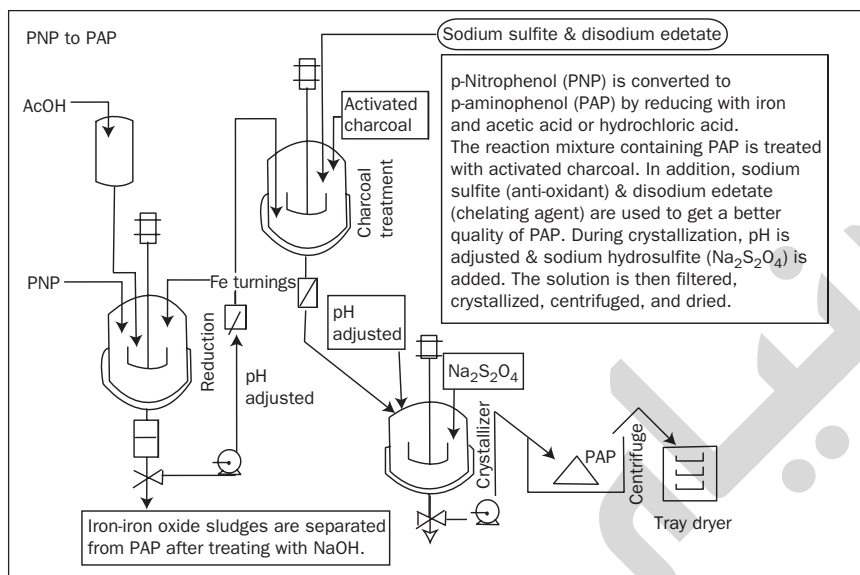 PNP to PAP
Sodium sulfite & disodium edetate
AcOH
Activated
charcoal
p-Nitrophenol (PNP) is converted to
p-aminophenol (PAP) by reducing with iron
and acetic acid or hydrochloric acid.
The reaction mixture containing PAP is treated
with activated charcoal. In addition, sodium
sulfite (anti-oxidant) & disodium edetate
(chelating agent) are used to get a better
quality of PAP. During crystallization, pH is
adjusted & sodium hydrosulfite (Na₂S₂O₄) is
added. The solution is then filtered,
crystallized, centrifuged, and dried.
Charcoal
treatment
PNP
Fe turnings
Reduction
pH
adjusted
pH
adjusted
Na₂S₂O₄
Crystallizer
PAP
Centrifuge
Tray dryer
Iron-iron oxide sludges are separated
from PAP after treating with NaOH.